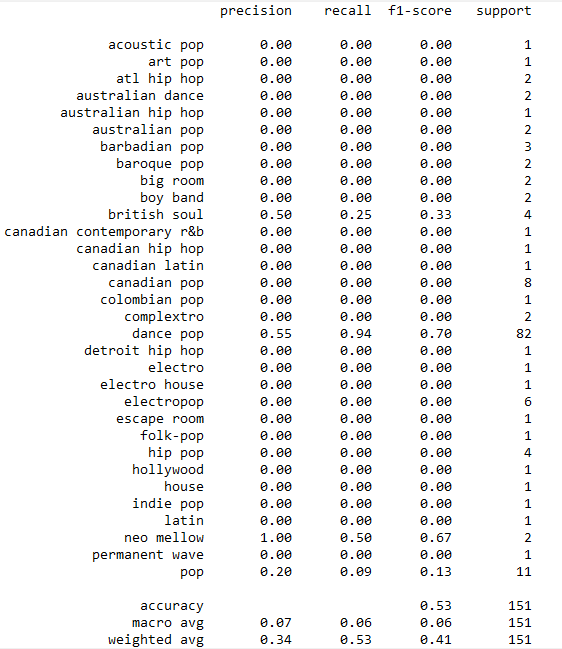 precision recall f1-score support
acoustic pop 0.00 0.00 0.00 1
art pop 0.00 0.00 0.00 1
atl hip hop 0.00 0.00 0.00 2
australian dance 0.00 0.00 0.00 2
australian hip hop 0.00 0.00 0.00 1
australian pop 0.00 0.00 0.00 2
barbadian pop 0.00 0.00 0.00 3
baroque pop 0.00 0.00 0.00 2
big room 0.00 0.00 0.00 2
boy band 0.00 0.00 0.00 2
british soul 0.50 0.25 0.33 4
canadian contemporary r&b 0.00 0.00 0.00 1
canadian hip hop 0.00 0.00 0.00 1
canadian latin 0.00 0.00 0.00 1
canadian pop 0.00 0.00 0.00 8
colombian pop 0.00 0.00 0.00 1
complextro 0.00 0.00 0.00 2
dance pop 0.55 0.94 0.70 82
detroit hip hop 0.00 0.00 0.00 1
electro 0.00 0.00 0.00 1
electro house 0.00 0.00 0.00 1
electropop 0.00 0.00 0.00 6
escape room 0.00 0.00 0.00 1
folk-pop 0.00 0.00 0.00 1
hip pop 0.00 0.00 0.00 4
hollywood 0.00 0.00 0.00 1
house 0.00 0.00 0.00 1
indie pop 0.00 0.00 0.00 1
latin 0.00 0.00 0.00 1
neo mellow 1.00 0.50 0.67 2
permanent wave 0.00 0.00 0.00 1
pop 0.20 0.09 0.13 11
accuracy 0.53 151
macro avg 0.07 0.06 0.06 151
weighted avg 0.34 0.53 0.41 151